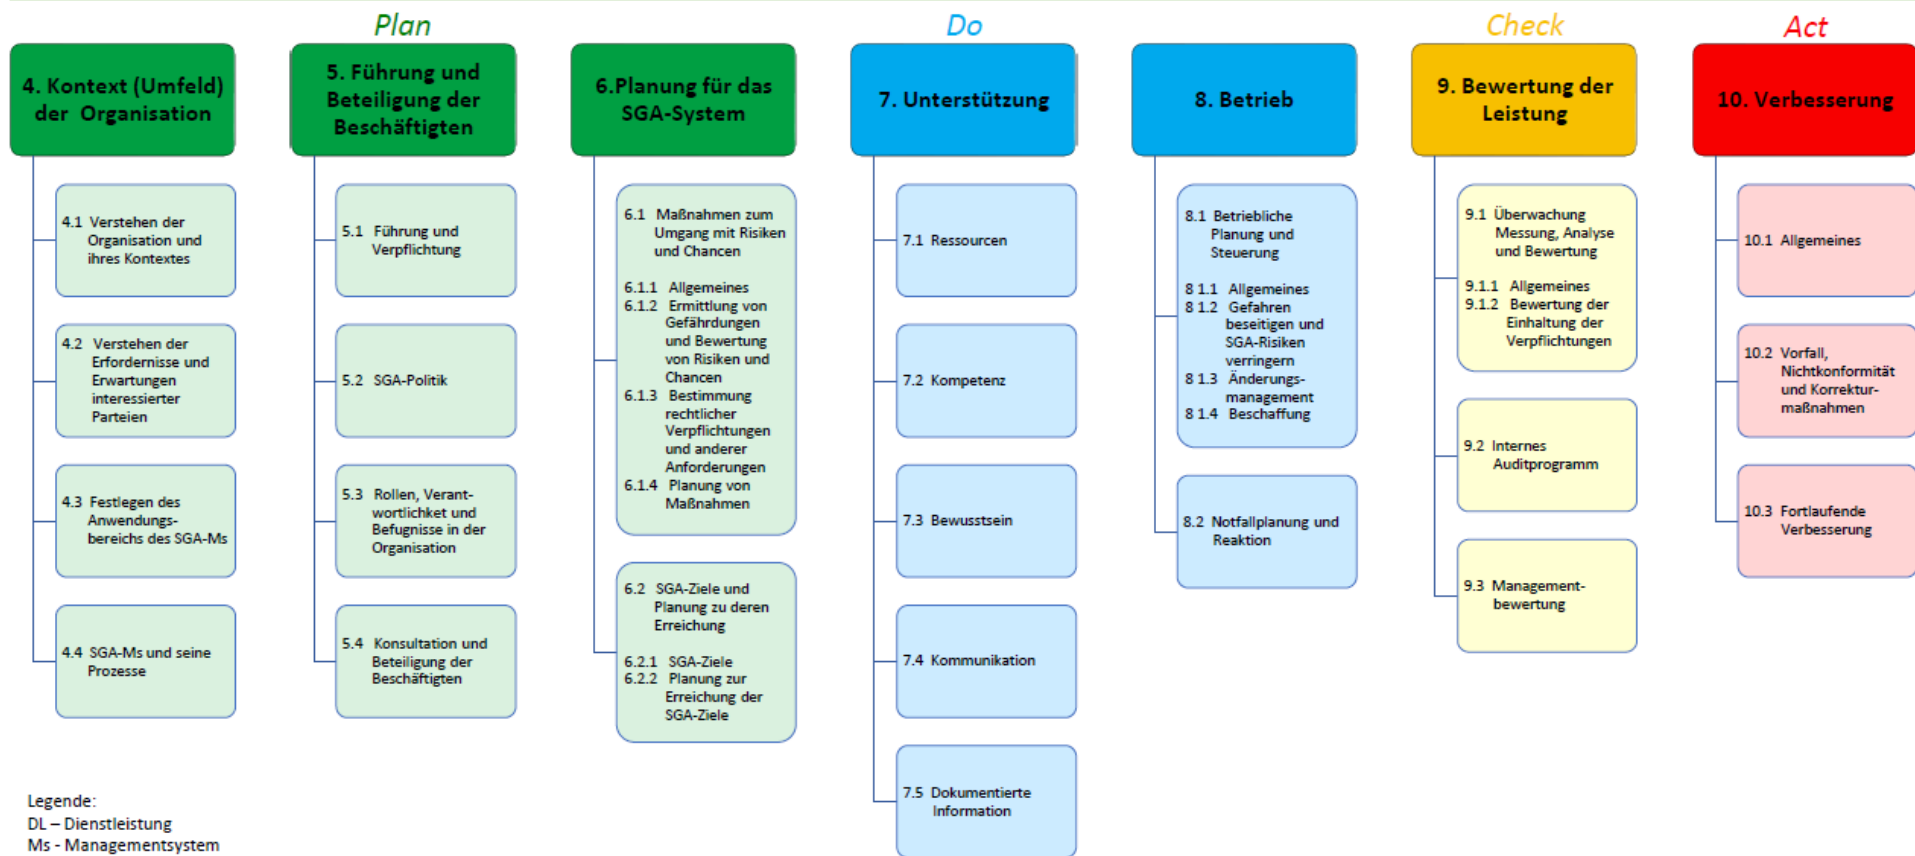 Plan
Do
Check
Act
4. Kontext (Umfeld)
der Organisation
4.1 Verstehen der
Organisation und
ihres Kontextes
4.2 Verstehen der
Erfordernisse und
Erwartungen
interessierter
Parteien
4.3 Festlegen des
Anwendungs-
bereichs des SGA-Ms
4.4 SGA-Ms und seine
Prozesse
5. Führung und
Beteiligung der
Beschäftigten
5.1 Führung und
Verpflichtung
5.2 SGA-Politik
5.3 Rollen, Verant-
wortlichket und
Befugnisse in der
Organisation
5.4 Konsultation und
Beteiligung der
Beschäftigten
6.Planung für das
SGA-System
6.1 Maßnahmen zum
Umgang mit Risiken
und Chancen
6.1.1 Allgemeines
6.1.2 Ermittlung von
Gefährdungen
und Bewertung
von Risiken und
Chancen
6.1.3 Bestimmung
rechtlicher
Verpflichtungen
und anderer
Anforderungen
6.1.4 Planung von
Maßnahmen
6.2 SGA-Ziele und
Planung zu deren
Erreichung
6.2.1 SGA-Ziele
6.2.2 Planung zur
Erreichung der
SGA-Ziele
7. Unterstützung
7.1 Ressourcen
7.2 Kompetenz
7.3 Bewusstsein
7.4 Kommunikation
7.5 Dokumentierte
Information
8. Betrieb
8.1 Betriebliche
Planung und
Steuerung
8 1.1 Allgemeines
8 1.2 Gefahren
beseitigen und
SGA-Risiken
verringern
8 1.3 Änderungs-
management
8 1.4 Beschaffung
8.2 Notfallplanung und
Reaktion
9. Bewertung der
Leistung
9.1 Überwachung
Messung, Analyse
und Bewertung
9.1.1 Allgemeines
9.1.2 Bewertung der
Einhaltung der
Verpflichtungen
9.2 Internes
Auditprogramm
9.3 Management-
bewertung
10. Verbesserung
10.1 Allgemeines
10.2 Vorfall,
Nichtkonformität
und Korrektur-
maßnahmen
10.3 Fortlaufende
Verbesserung
Legende:
DL – Dienstleistung
Ms - Managementsystem